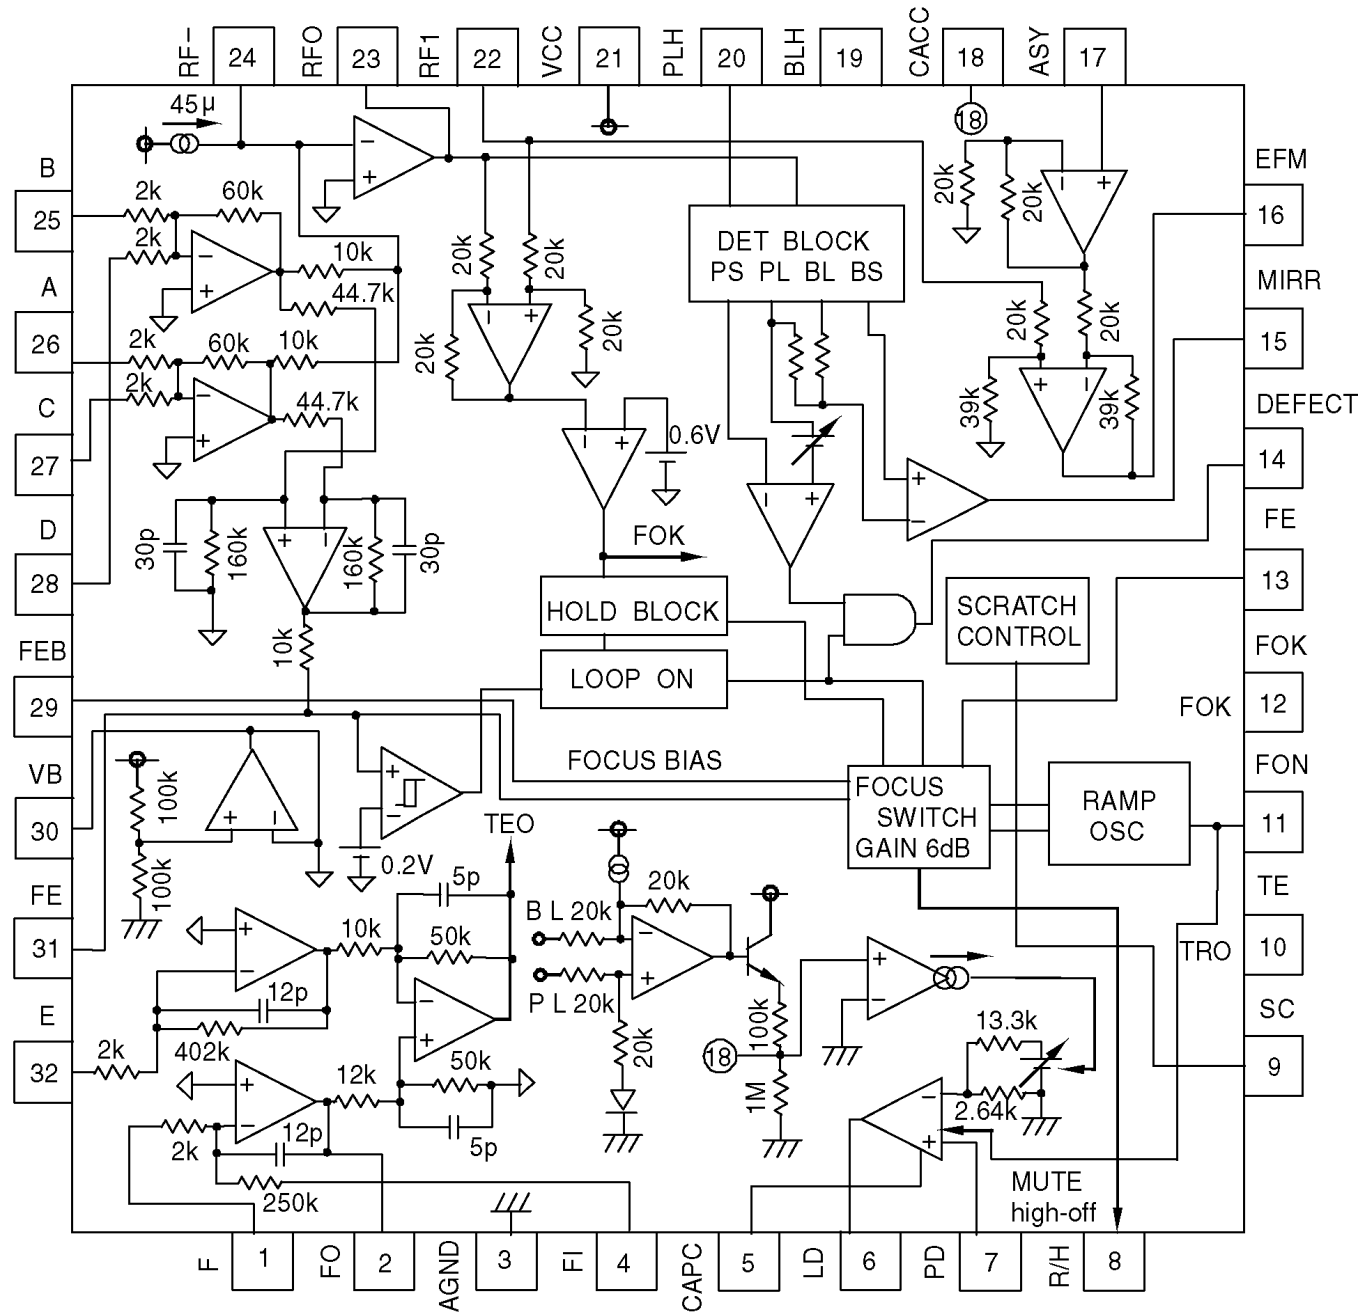 RF-
24
RFO
23
RF1
22
VCC
21
PLH
20
BLH
19
CACC
18
ASY
17
45µ
18
B
25
2k
60k
2k
10k
44.7k
A
26
2k
60k
10k
2k
44.7k
C
27
D
28
30p
160k
160k
30p
10k
20k
20k
20k
20k
0.6V
FOK
HOLD BLOCK
LOOP ON
DET BLOCK
PS PL BL BS
20k
20k
20k
20k
39k
39k
EFM
16
MIRR
15
DEFECT
14
FE
13
SCRATCH
CONTROL
FOK
FOK
12
FON
11
TE
10
TRO
SC
9
FEB
29
VB
30
FE
31
E
32
100k
100k
0.2V
FOCUS BIAS
FOCUS
SWITCH
GAIN 6dB
RAMP
OSC
TEO
5p
10k
50k
12p
402k
2k
12k
50k
5p
2k
12p
250k
20k
B L 20k
P L 20k
20k
100k
18
1M
13.3k
2.64k
MUTE
high-off
F
1
FO
2
AGND
3
FI
4
CAPC
5
LD
6
PD
7
R/H
8